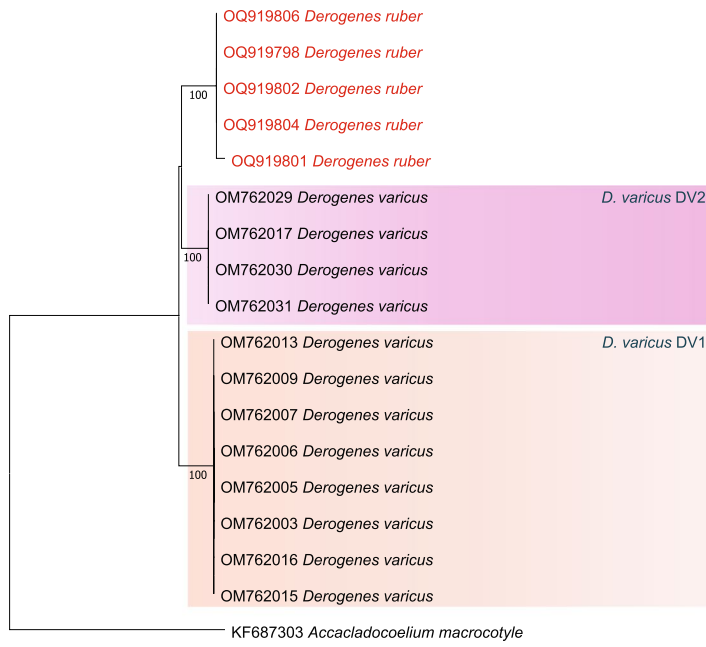 OQ919806 Derogenes ruber
OQ919798 Derogenes ruber
OQ919802 Derogenes ruber
100
OQ919804 Derogenes ruber
OQ919801 Derogenes ruber
OM762029 Derogenes varicus D. varicus DV2
OM762017 Derogenes varicus
100
OM762030 Derogenes varicus
OM762031 Derogenes varicus
OM762013 Derogenes varicus D. varicus DV1
OM762009 Derogenes varicus
OM762007 Derogenes varicus
OM762006 Derogenes varicus
100
OM762005 Derogenes varicus
OM762003 Derogenes varicus
OM762016 Derogenes varicus
OM762015 Derogenes varicus
KF687303 Accacladocoelium macrocotyle